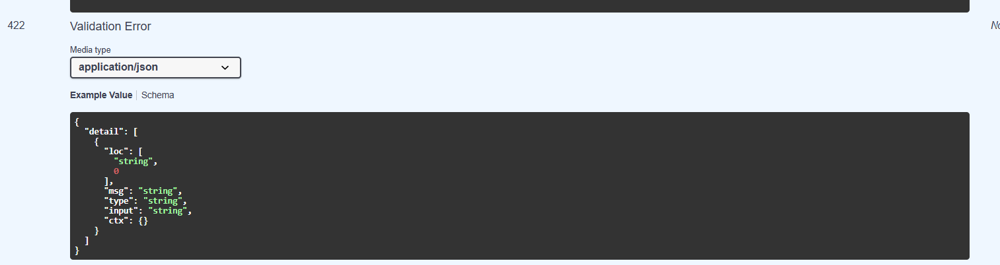 422
Validation Error
No
Media type
application/json
Example Value
Schema
{
  "detail": [
    {
      "loc": [
        "string",
        0
      ],
      "msg": "string",
      "type": "string",
      "input": "string",
      "ctx": {}
    }
  ]
}